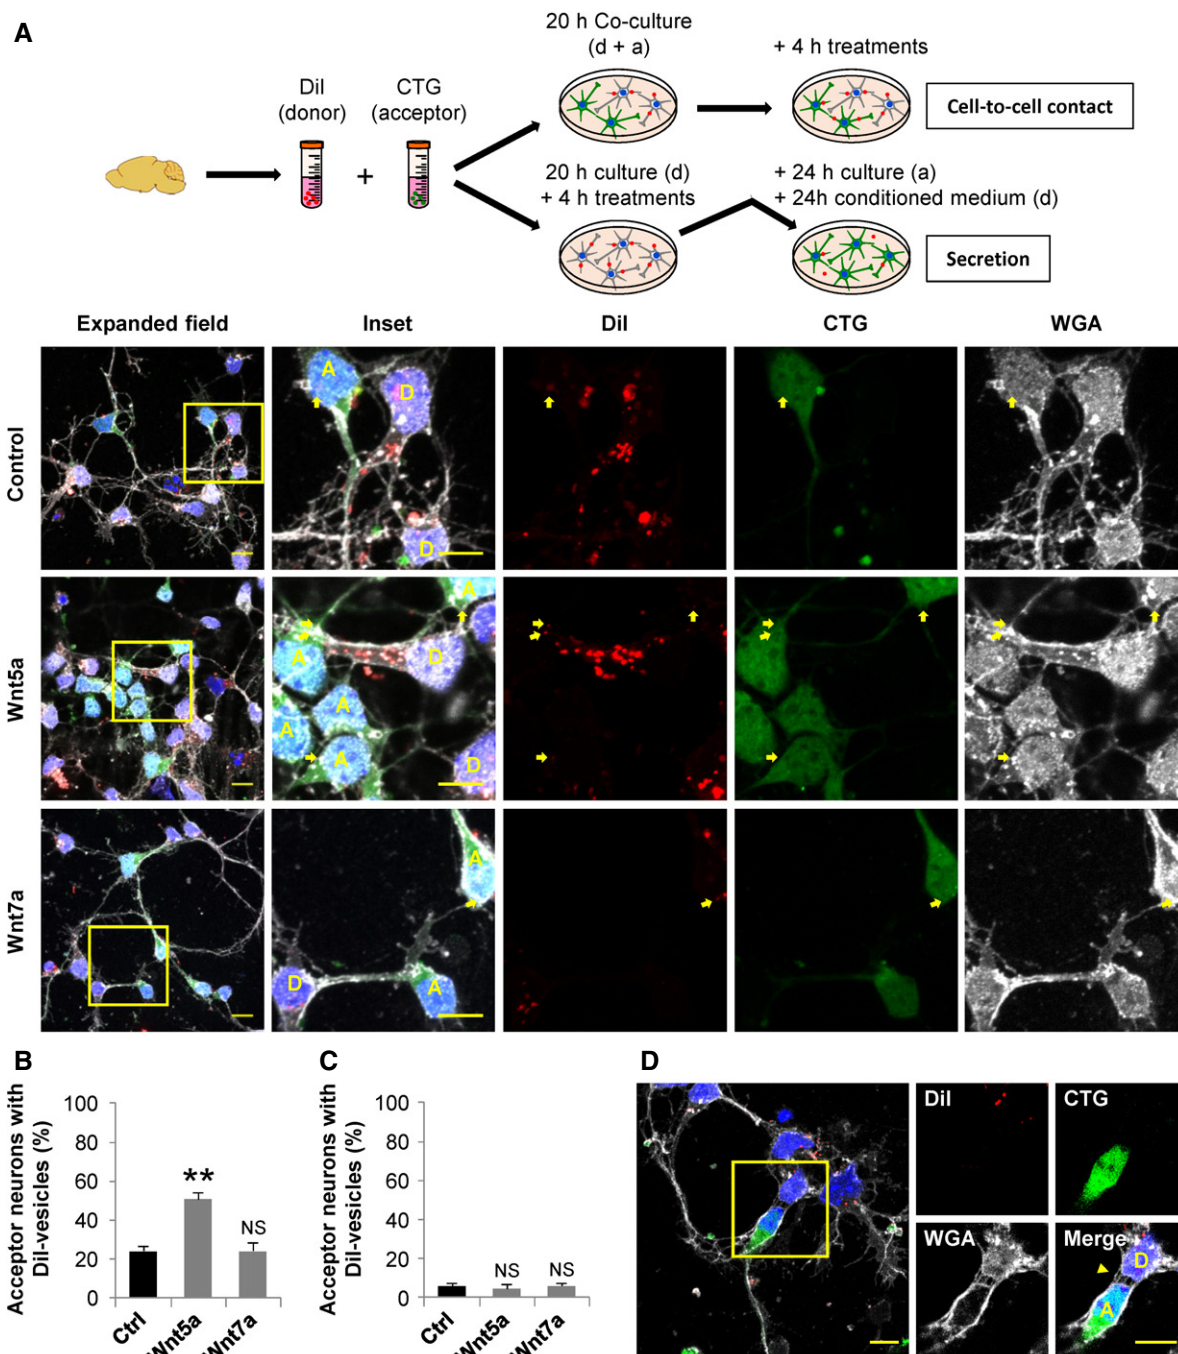 A
20 h Co-culture
(d + a)
+ 4 h treatments
DiI
(donor)
CTG
(acceptor)
+
Cell-to-cell contact
20 h culture (d)
+ 4 h treatments
+ 24 h culture (a)
+ 24h conditioned medium (d)
Secretion
Expanded field
Inset
DiI
CTG
WGA
Control
A
D
D
Wnt5a
A
A
D
A
A
A
D
Wnt7a
A
D
A
B
Acceptor neurons with
DiI-vesicles (%)
100
80
60
40
20
0
**
NS
Ctrl
Wnt5a
Wnt7a
C
Acceptor neurons with
DiI-vesicles (%)
100
80
60
40
20
0
NS
NS
Ctrl
Wnt5a
Wnt7a
D
DiI
CTG
WGA
Merge
D
A